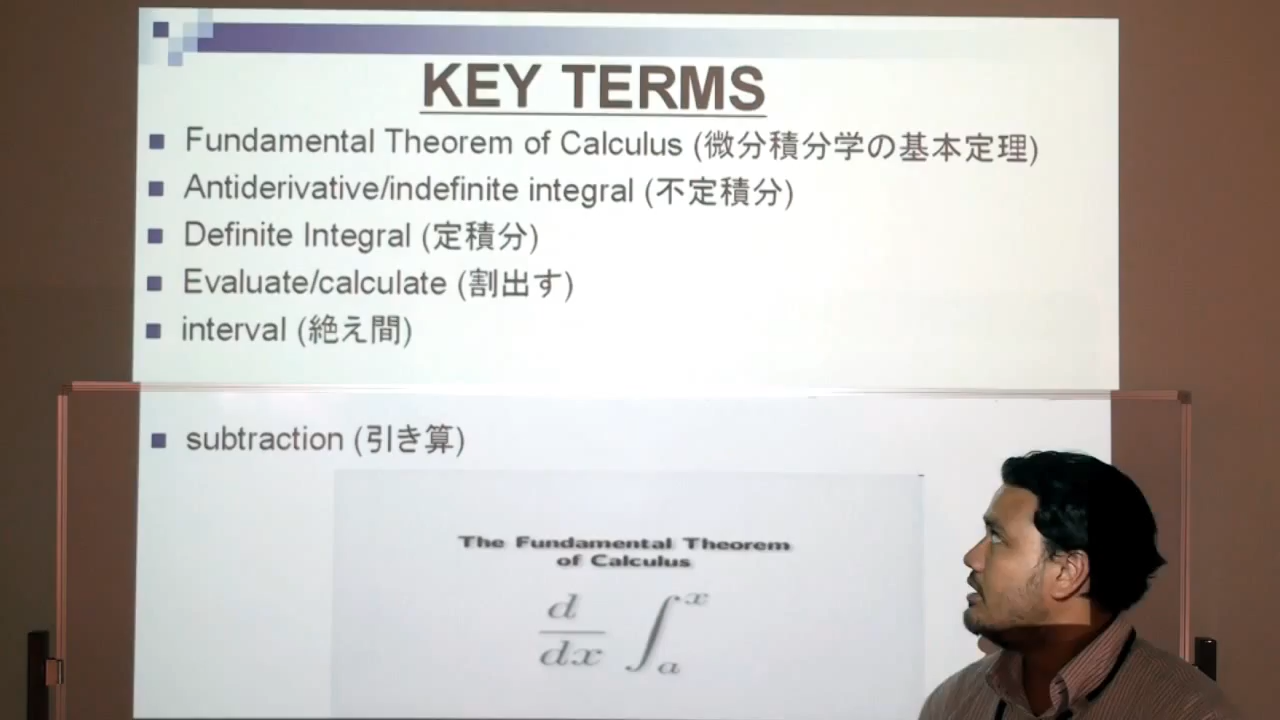 KEY TERMS
Fundamental Theorem of Calculus (微分積分学の基本定理)
Antiderivative/indefinite integral (不定積分)
Definite Integral (定積分)
Evaluate/calculate (割出す)
interval (絶え間)
subtraction (引き算)
The Fundamental Theorem
of Calculus
d/dx ∫_a^x